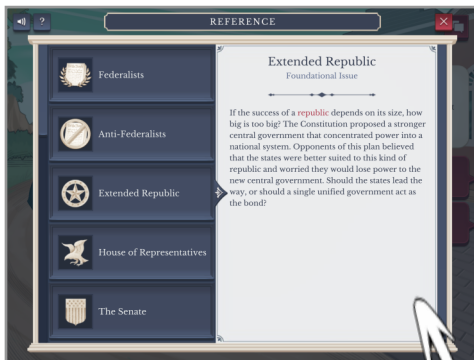 ?
REFERENCE
Federalists
Anti-Federalists
Extended Republic
House of Representatives
The Senate
Extended Republic
Foundational Issue
If the success of a republic depends on its size, how
big is too big? The Constitution proposed a stronger
central government that concentrated power into a
national system. Opponents of this plan believed
that the states were better suited to this kind of
republic and worried they would lose power to the
new central government. Should the states lead the
way, or should a single unified government act as
the bond?